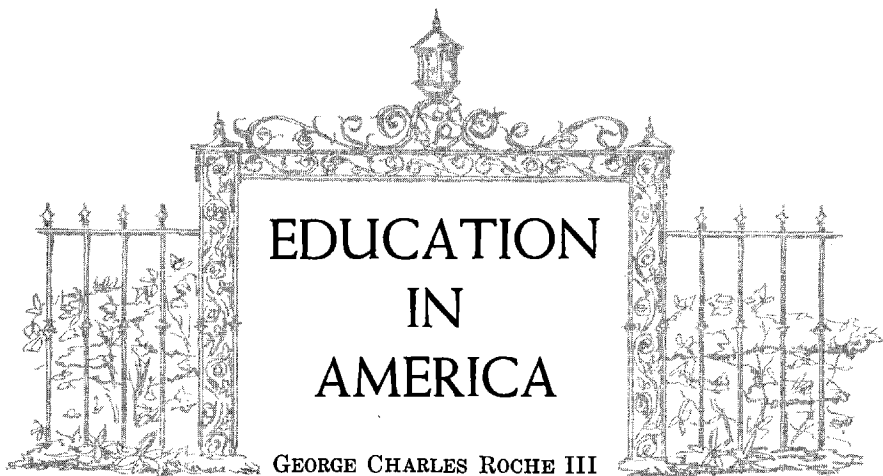 EDUCATION
IN
AMERICA
GEORGE CHARLES ROCHE III